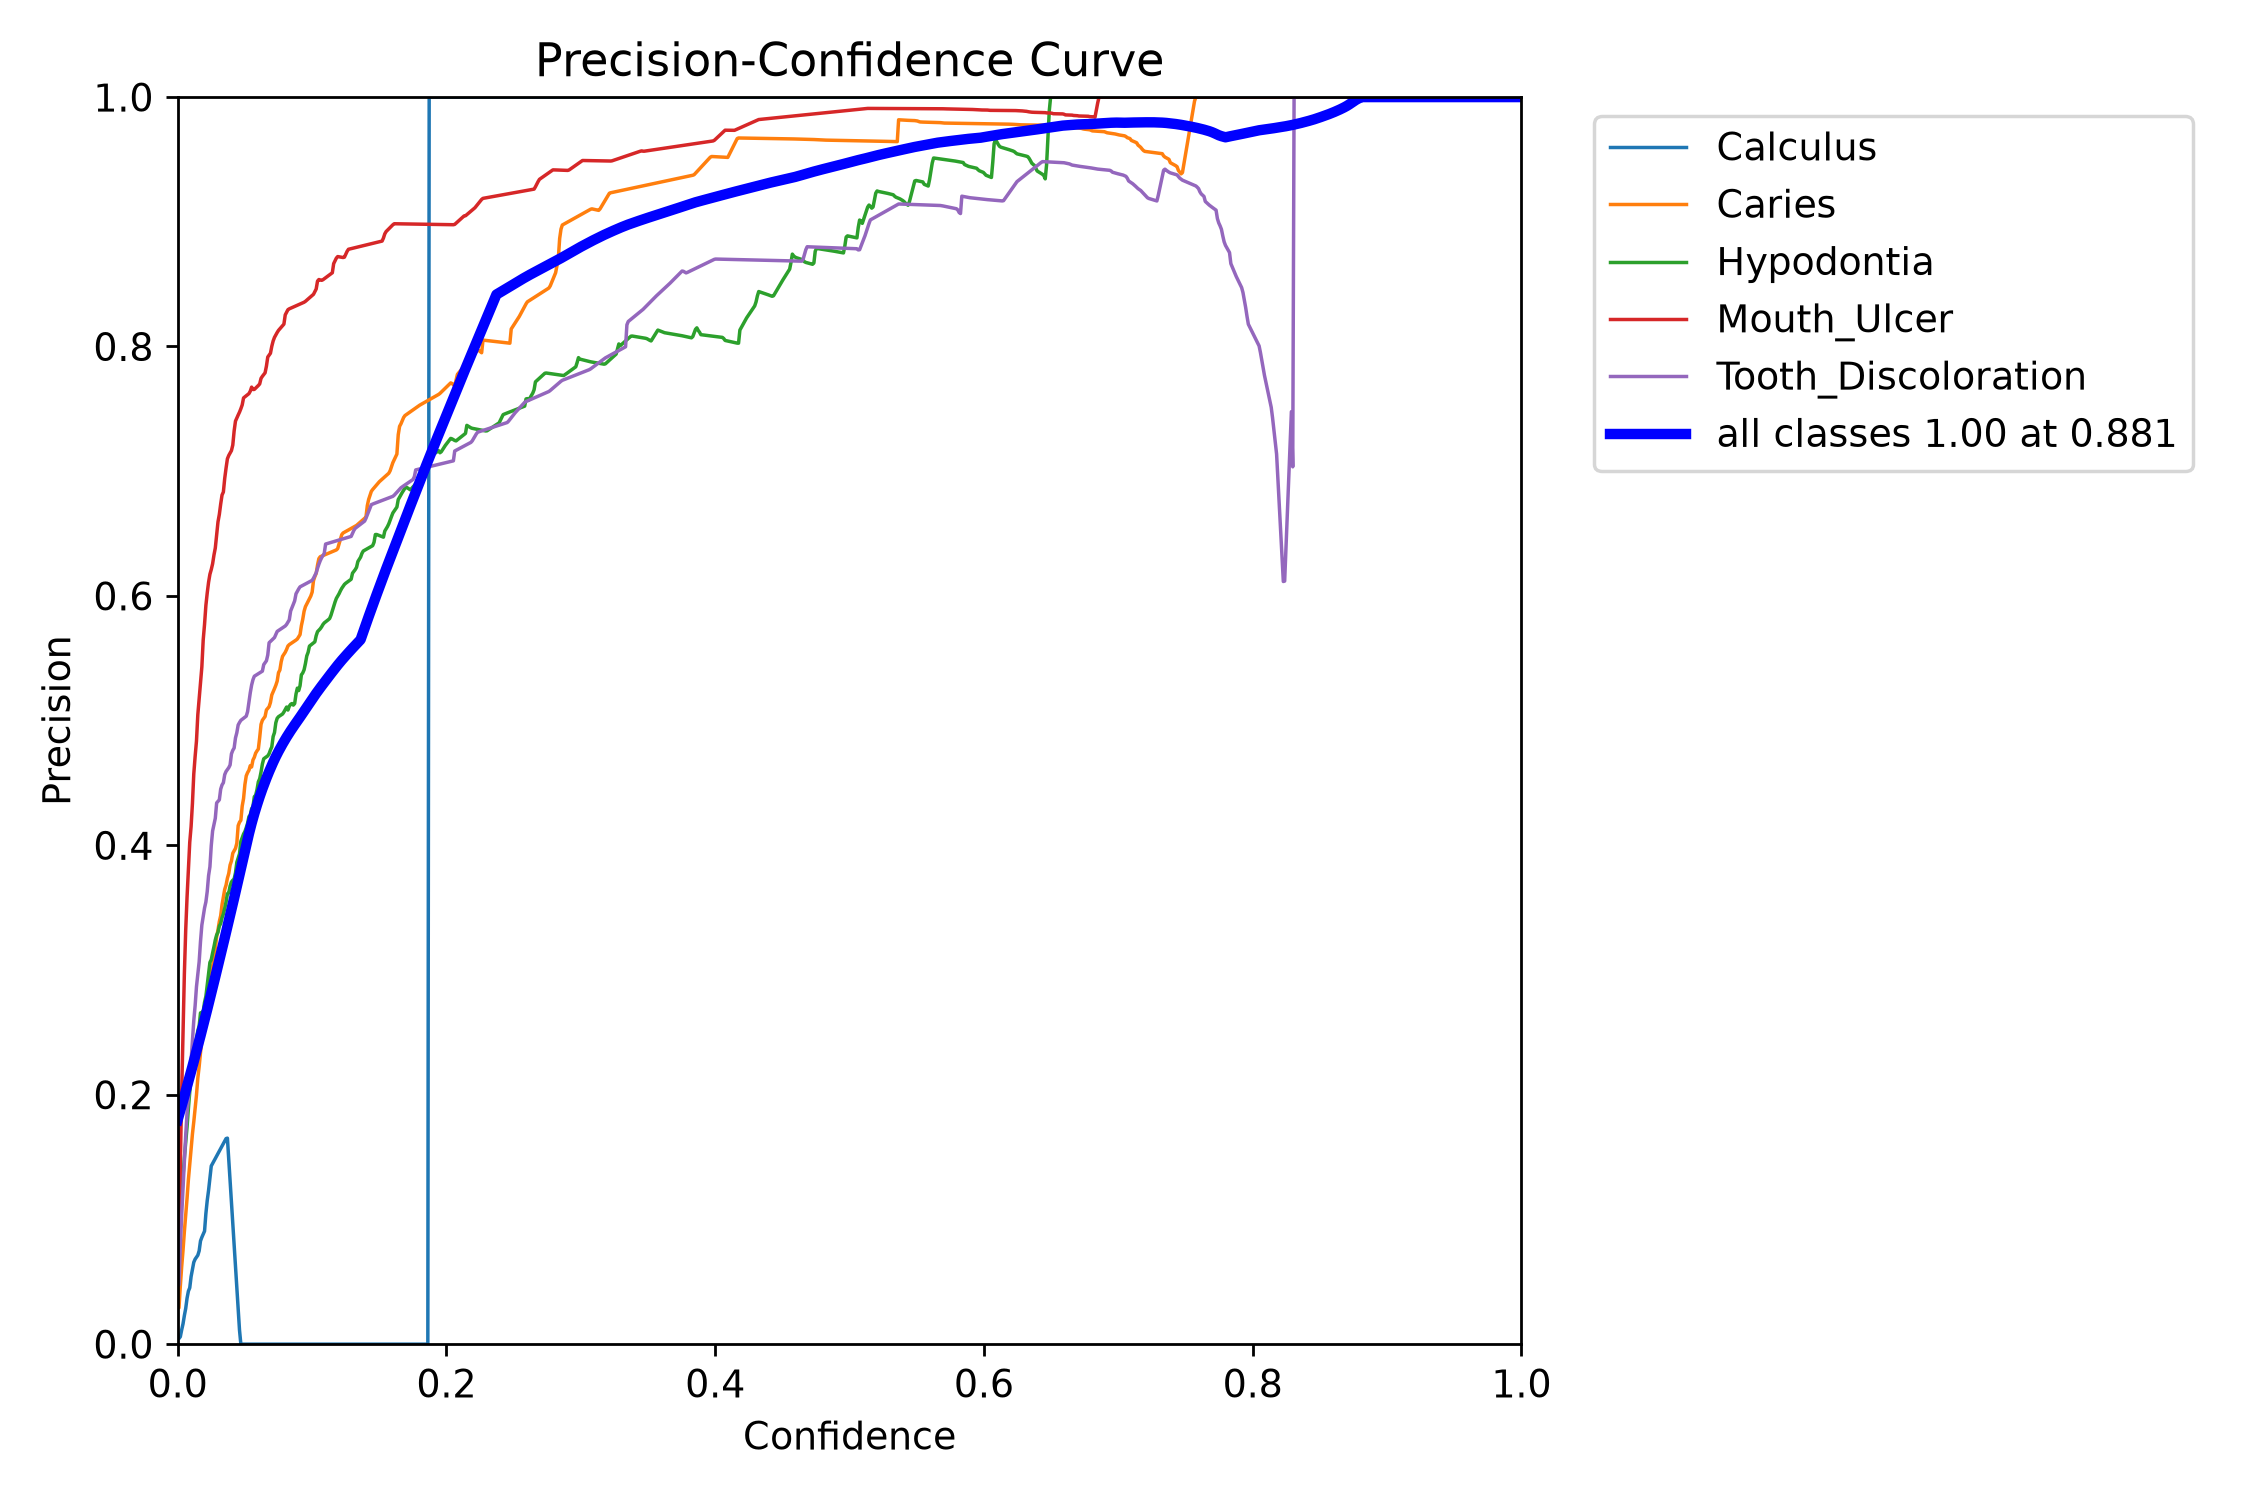 Precision-Confidence Curve
1.0
0.8
0.6
0.4
0.2
0.0
Precision
0.0 0.2 0.4 0.6 0.8 1.0
Confidence
Calculus
Caries
Hypodontia
Mouth_Ulcer
Tooth_Discoloration
all classes 1.00 at 0.881